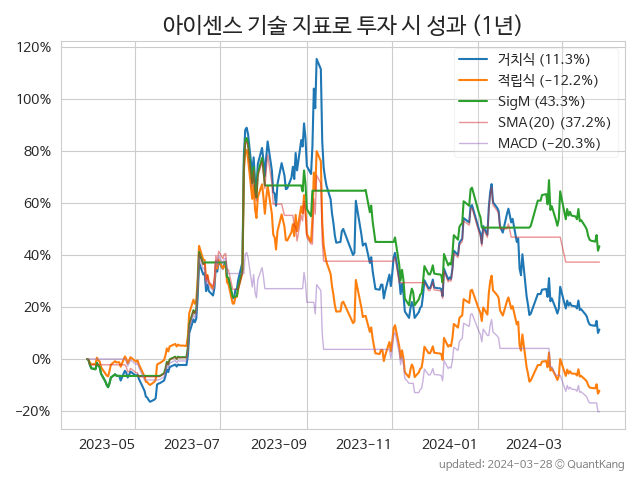 아이센스 기술 지표로 투자 시 성과 (1년)
120%
100%
80%
60%
40%
20%
0%
−20%
거치식 (11.3%)
적립식 (−12.2%)
SigM (43.3%)
SMA(20) (37.2%)
MACD (−20.3%)
2023-05
2023-07
2023-09
2023-11
2024-01
2024-03
updated: 2024-03-28 © QuantKang